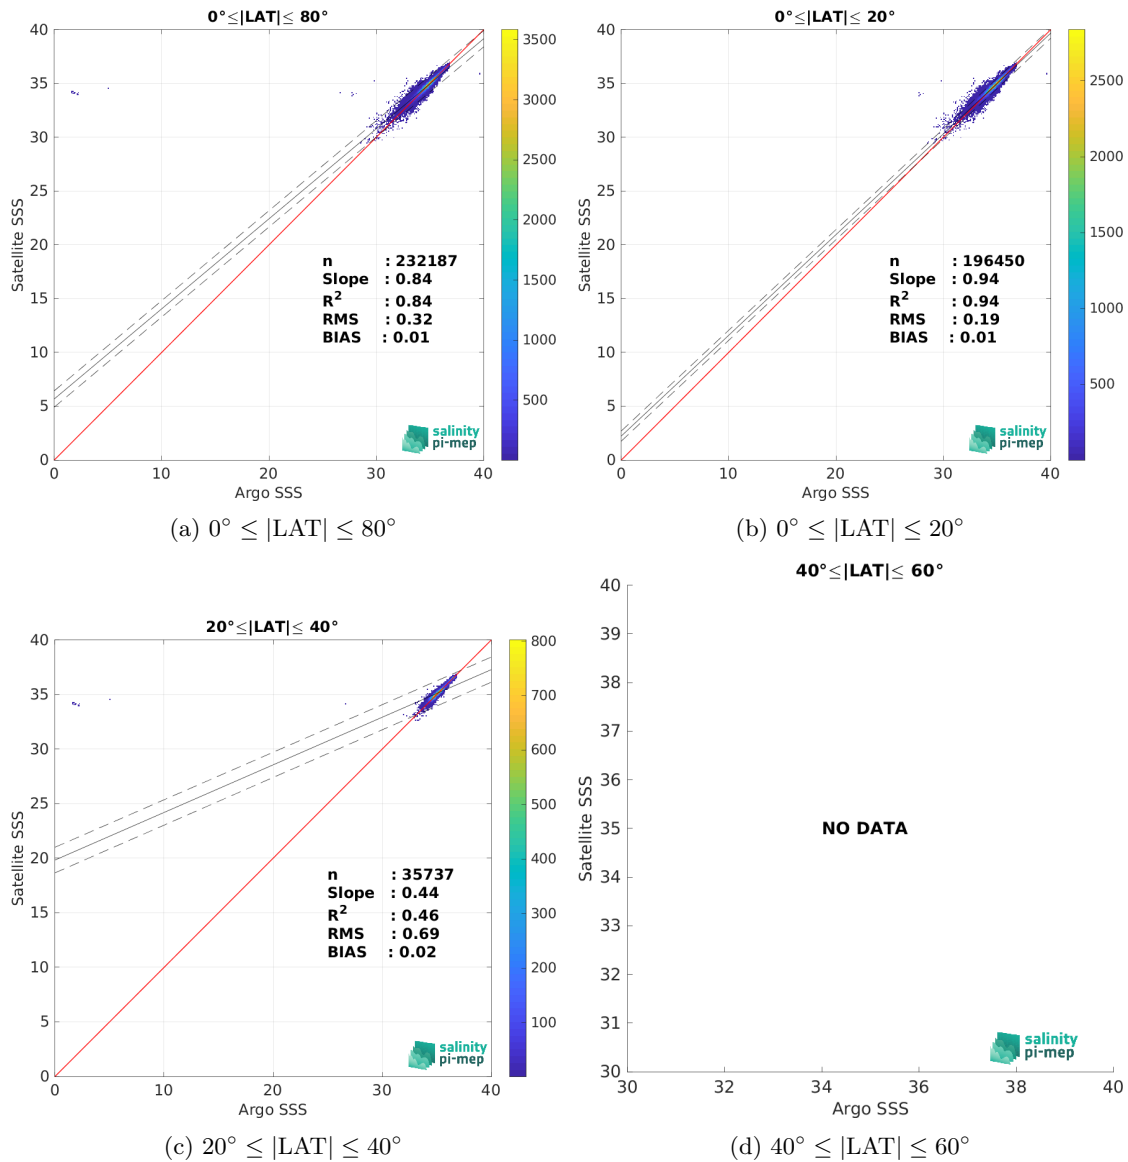 0°≤|LAT|≤ 80°
40
35
30
25
20
15
10
5
0
0
10
20
30
40
Satellite SSS
Argo SSS
n : 232187
Slope : 0.84
R² : 0.84
RMS : 0.32
BIAS : 0.01
salinity
pi-mep
3500
3000
2500
2000
1500
1000
500
(a) 0° ≤ |LAT| ≤ 80°
0°≤|LAT|≤ 20°
40
35
30
25
20
15
10
5
0
0
10
20
30
40
Satellite SSS
Argo SSS
n : 196450
Slope : 0.94
R² : 0.94
RMS : 0.19
BIAS : 0.01
salinity
pi-mep
2500
2000
1500
1000
500
(b) 0° ≤ |LAT| ≤ 20°
20°≤|LAT|≤ 40°
40
35
30
25
20
15
10
5
0
0
10
20
30
40
Satellite SSS
Argo SSS
n : 35737
Slope : 0.44
R² : 0.46
RMS : 0.69
BIAS : 0.02
salinity
pi-mep
800
700
600
500
400
300
200
100
(c) 20° ≤ |LAT| ≤ 40°
40°≤|LAT|≤ 60°
40
39
38
37
36
35
34
33
32
31
30
30
32
34
36
38
40
Satellite SSS
Argo SSS
NO DATA
salinity
pi-mep
(d) 40° ≤ |LAT| ≤ 60°